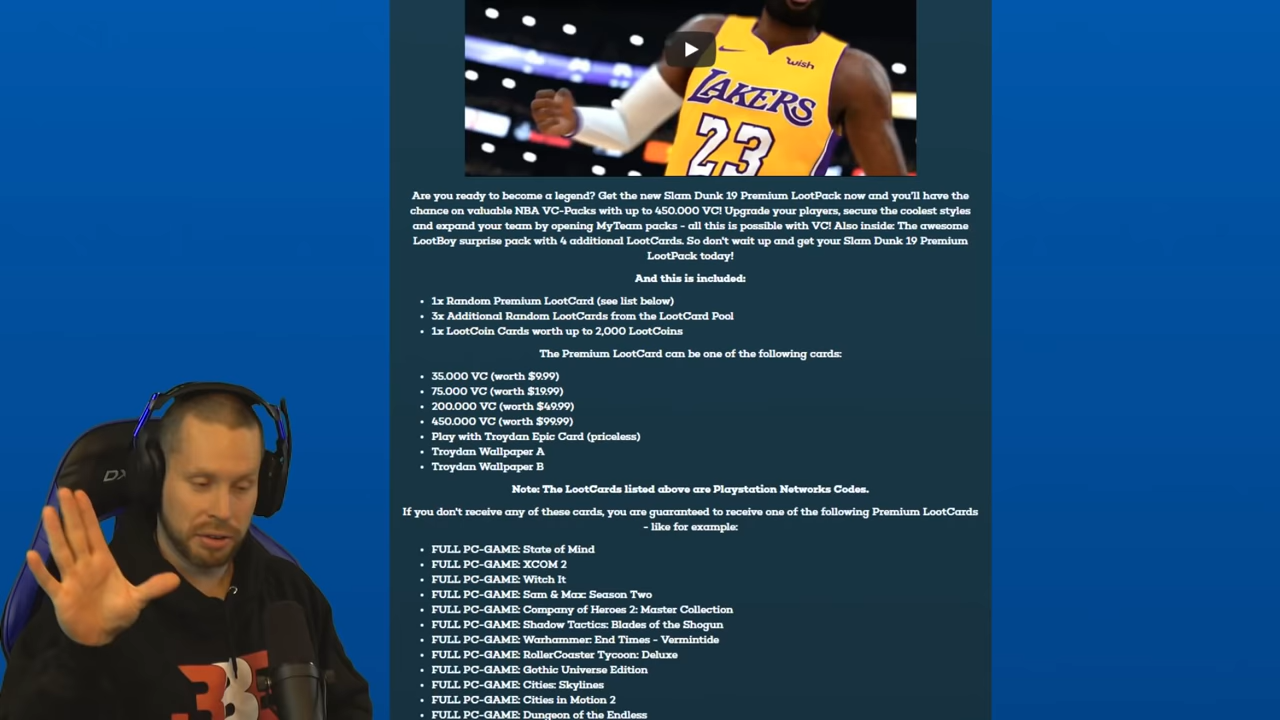 wish
LAKERS
23
Are you ready to become a legend? Get the new Slam Dunk 19 Premium LootPack now and you'll have the
chance on valuable NBA VC-Packs with up to 450.000 VC! Upgrade your players, secure the coolest styles
and expand your team by opening MyTeam packs - all this is possible with VC! Also inside: The awesome
LootBoy surprise pack with 4 additional LootCards. So don't wait up and get your Slam Dunk 19 Premium
LootPack today!
And this is included:
• 1x Random Premium LootCard (see list below)
• 3x Additional Random LootCards from the LootCard Pool
• 1x LootCoin Cards worth up to 2,000 LootCoins
The Premium LootCard can be one of the following cards:
• 35.000 VC (worth $9.99)
• 75.000 VC (worth $19.99)
• 200.000 VC (worth $49.99)
• 450.000 VC (worth $99.99)
• Play with Troydan Epic Card (priceless)
• Troydan Wallpaper A
• Troydan Wallpaper B
Note: The LootCards listed above are Playstation Networks Codes.
If you don't receive any of these cards, you are guaranteed to receive one of the following Premium LootCards
- like for example:
• FULL PC-GAME: State of Mind
• FULL PC-GAME: XCOM 2
• FULL PC-GAME: Witch It
• FULL PC-GAME: Sam & Max: Season Two
• FULL PC-GAME: Company of Heroes 2: Master Collection
• FULL PC-GAME: Shadow Tactics: Blades of the Shogun
• FULL PC-GAME: Warhammer: End Times - Vermintide
• FULL PC-GAME: RollerCoaster Tycoon: Deluxe
• FULL PC-GAME: Gothic Universe Edition
• FULL PC-GAME: Cities: Skylines
• FULL PC-GAME: Cities in Motion 2
• FULL PC-GAME: Dungeon of the Endless